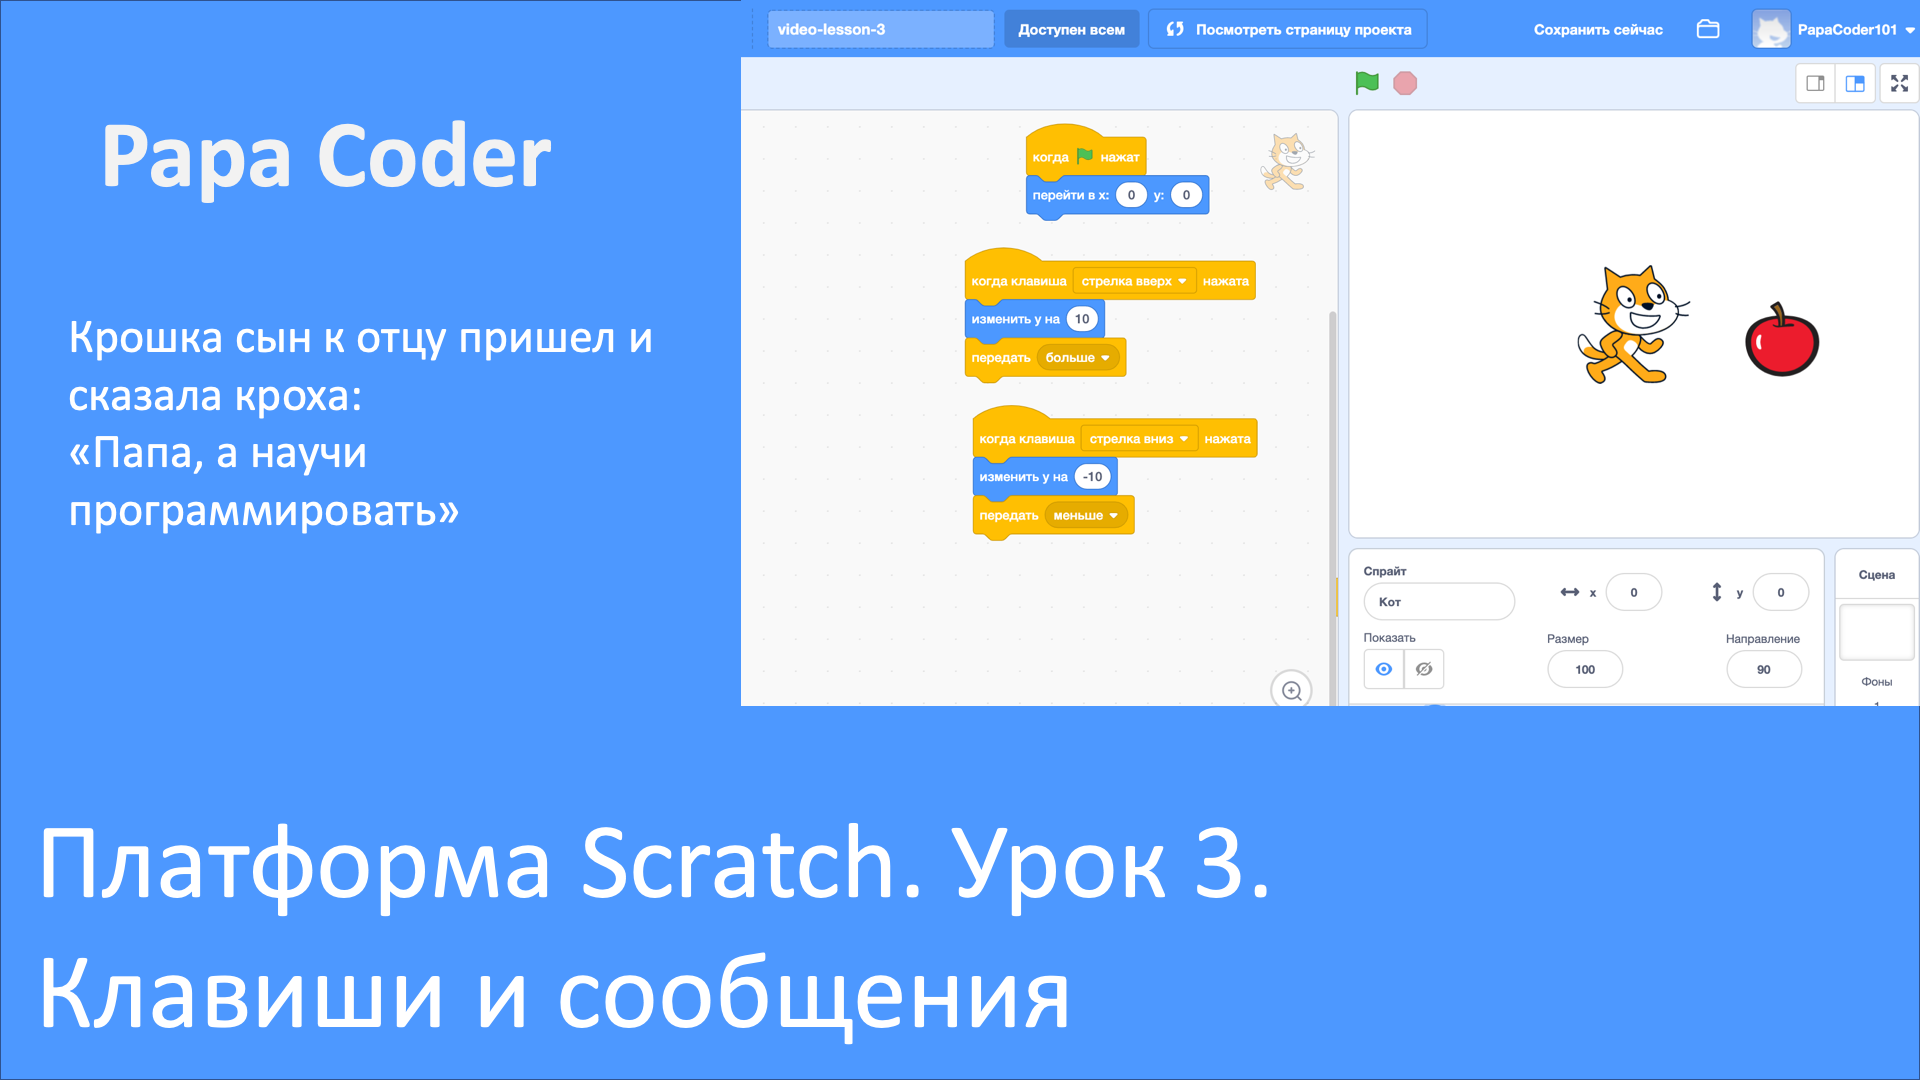 Papa Coder
Крошка сын к отцу пришел и
сказала кроха:
«Папа, а научи
программировать»
video-lesson-3
Доступен всем
Посмотреть страницу проекта
Сохранить сейчас
PapaCoder101
когда нажат
перейти в x: 0 y: 0
когда клавиша стрелка вверх нажата
изменить y на 10
передать больше
когда клавиша стрелка вниз нажата
изменить y на -10
передать меньше
Спрайт
Кот
x 0
y 0
Показать
Размер
100
Направление
90
Сцена
Фоны
Платформа Scratch. Урок 3.
Клавиши и сообщения